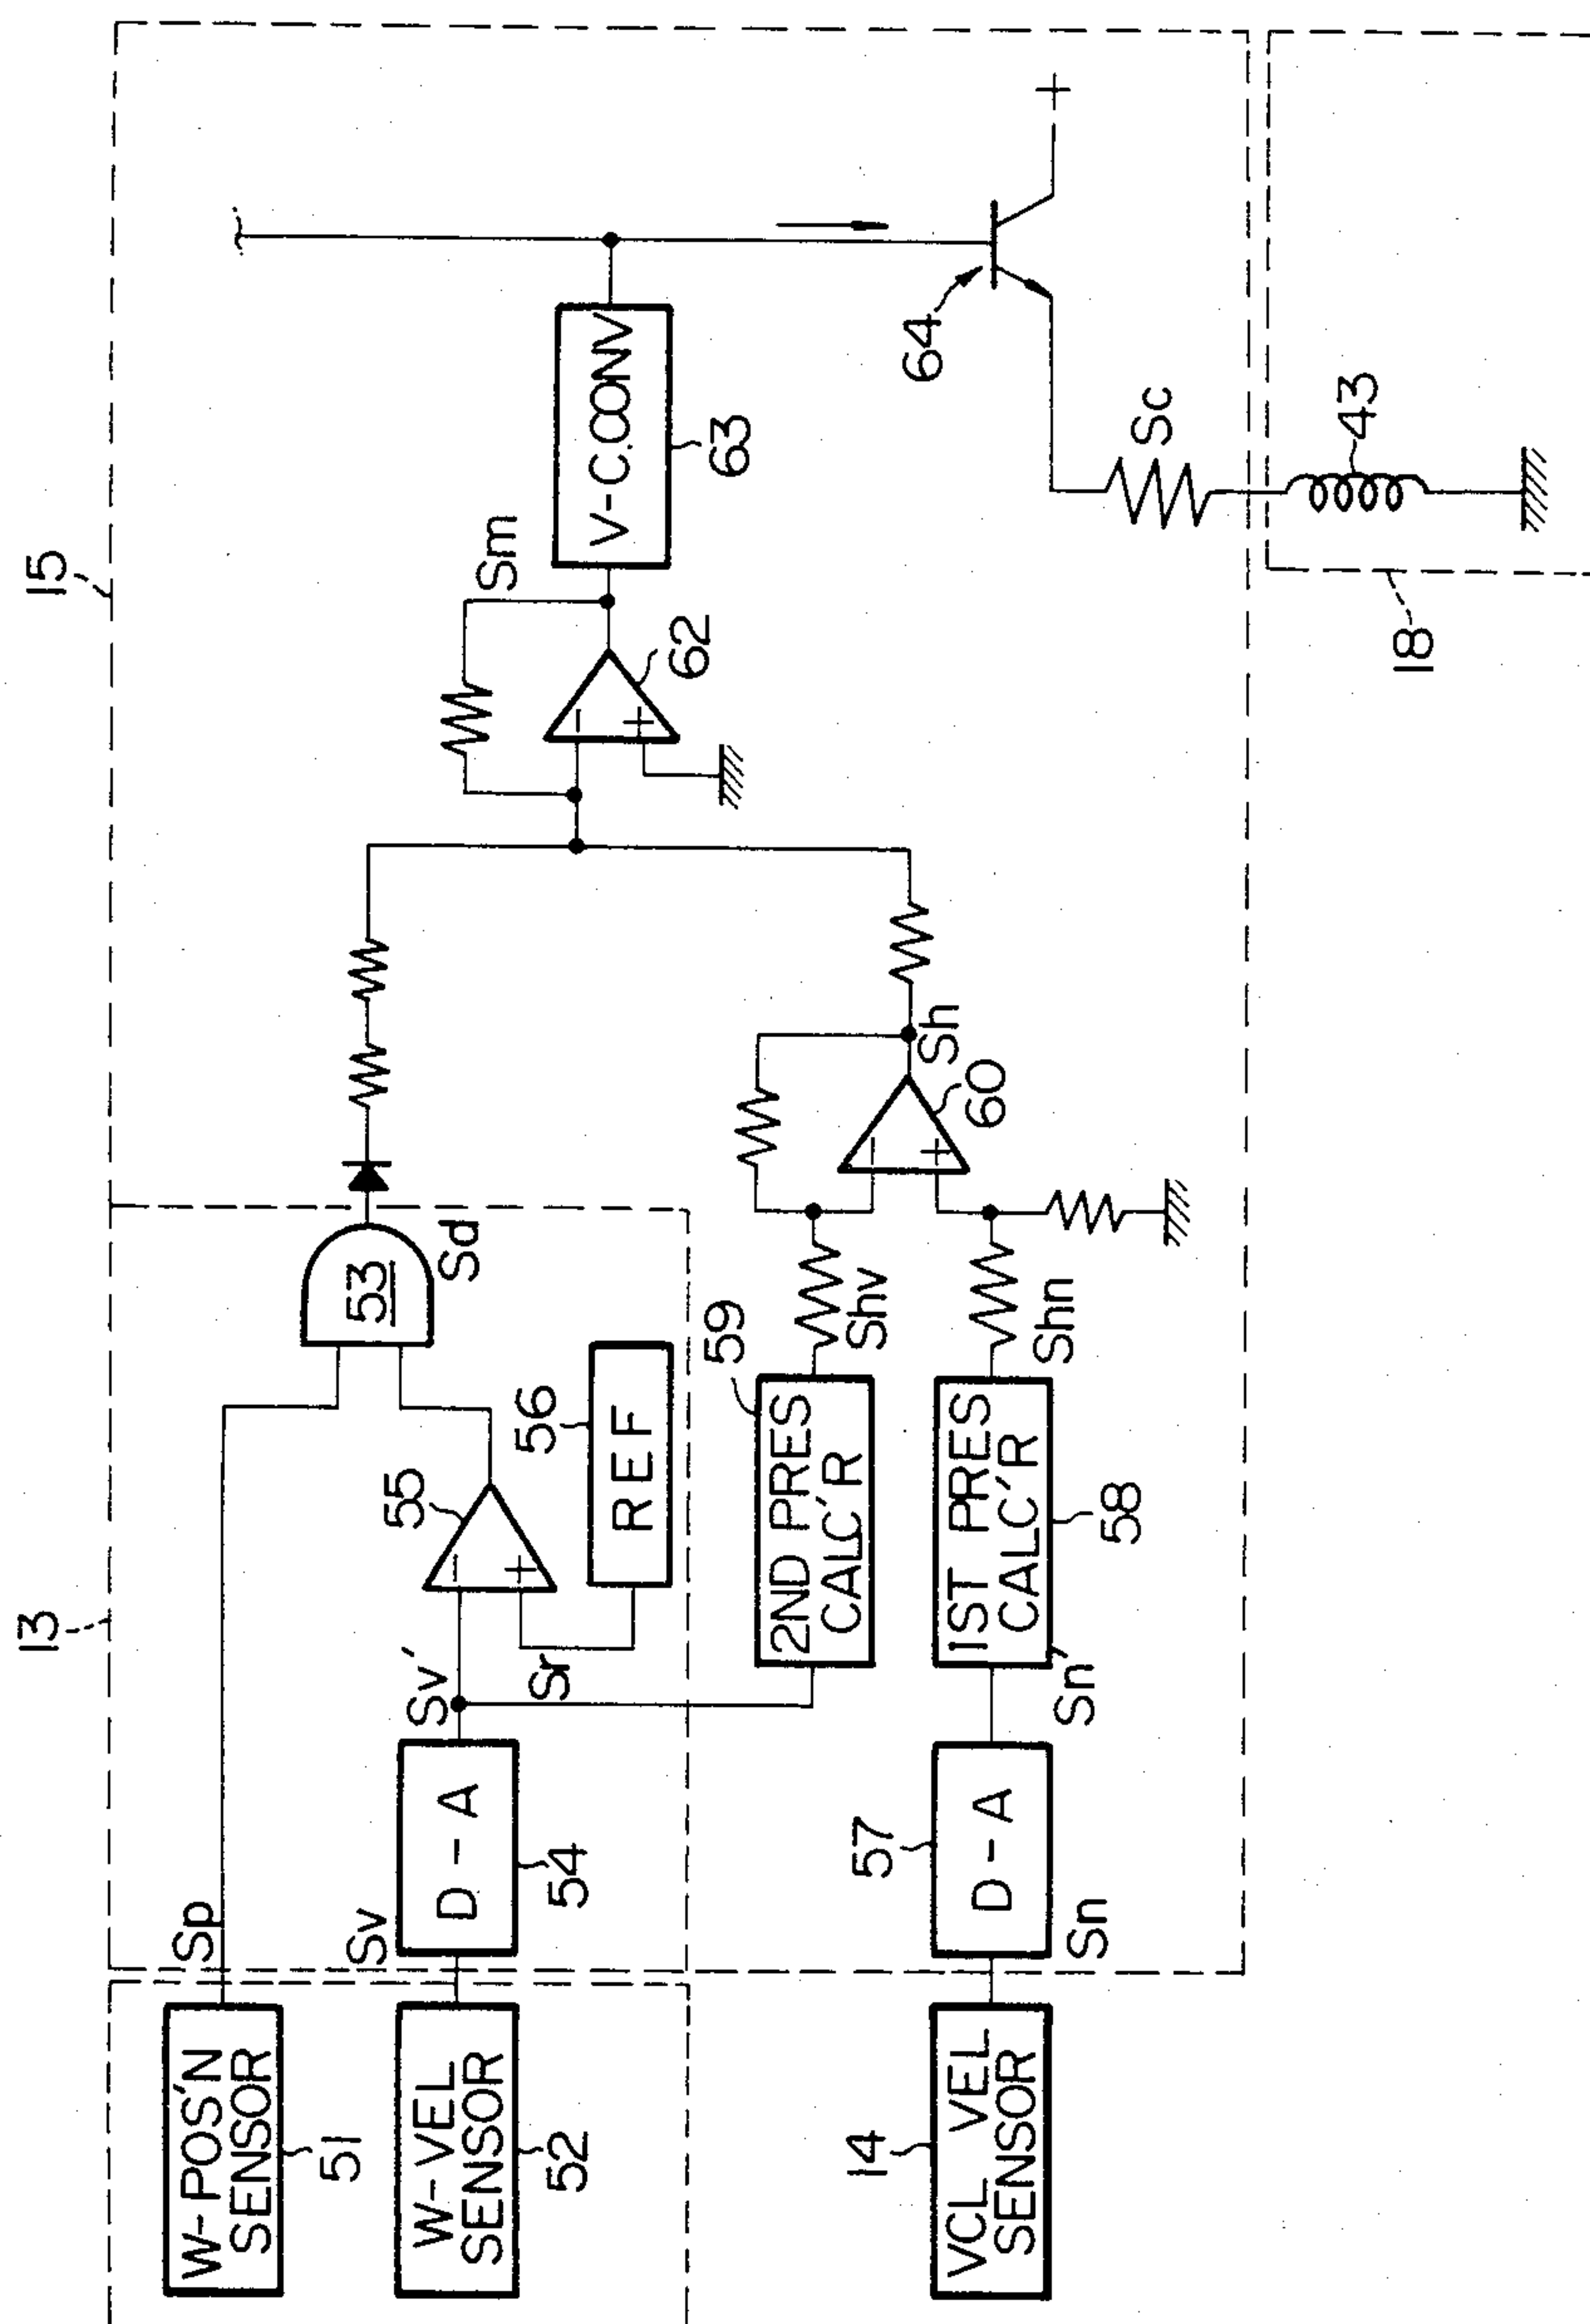 13
15
W-POS'N
SENSOR
51
Sp
W-VEL
SENSOR
52
Sv
D-A
54
Sv'
Sr
55
-
+
56
REF
53
Sd
59
2ND PRES
CALC'R
Shv
VCL VEL
SENSOR
14
Sn
D-A
57
Sn'
1ST PRES
CALC'R
58
Shn
-
+
60
Sh
-
+
62
Sm
V-C.CONV
63
64
+
Sc
43
18